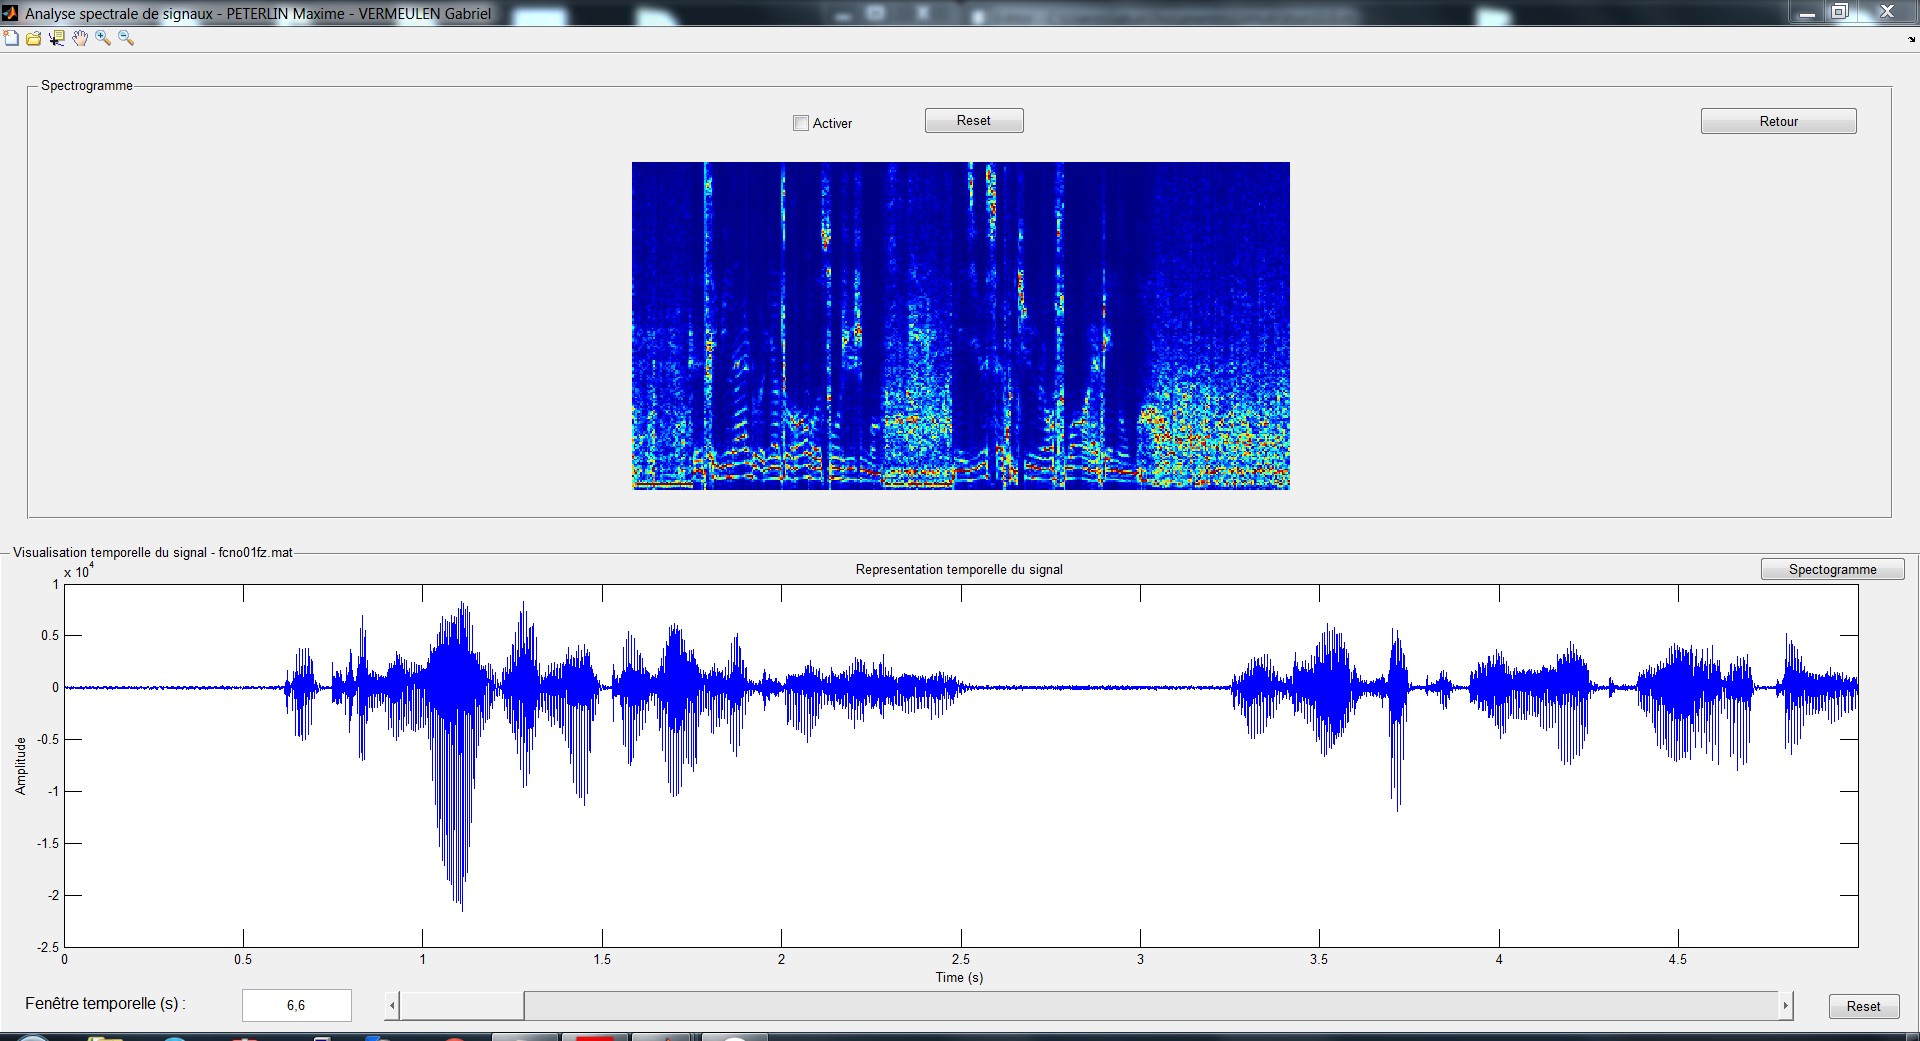 Analyse spectrale de signaux - PETERLIN Maxime - VERMEULEN Gabriel
Spectrogramme
Activer
Reset
Retour
Visualisation temporelle du signal - fcno01fz.mat
x 10^4
Representation temporelle du signal
Spectogramme
1
0.5
0
-0.5
-1
-1.5
-2
-2.5
Amplitude
0 0.5 1 1.5 2 2.5 3 3.5 4 4.5
Time (s)
Fenêtre temporelle (s) : 6,6
Reset